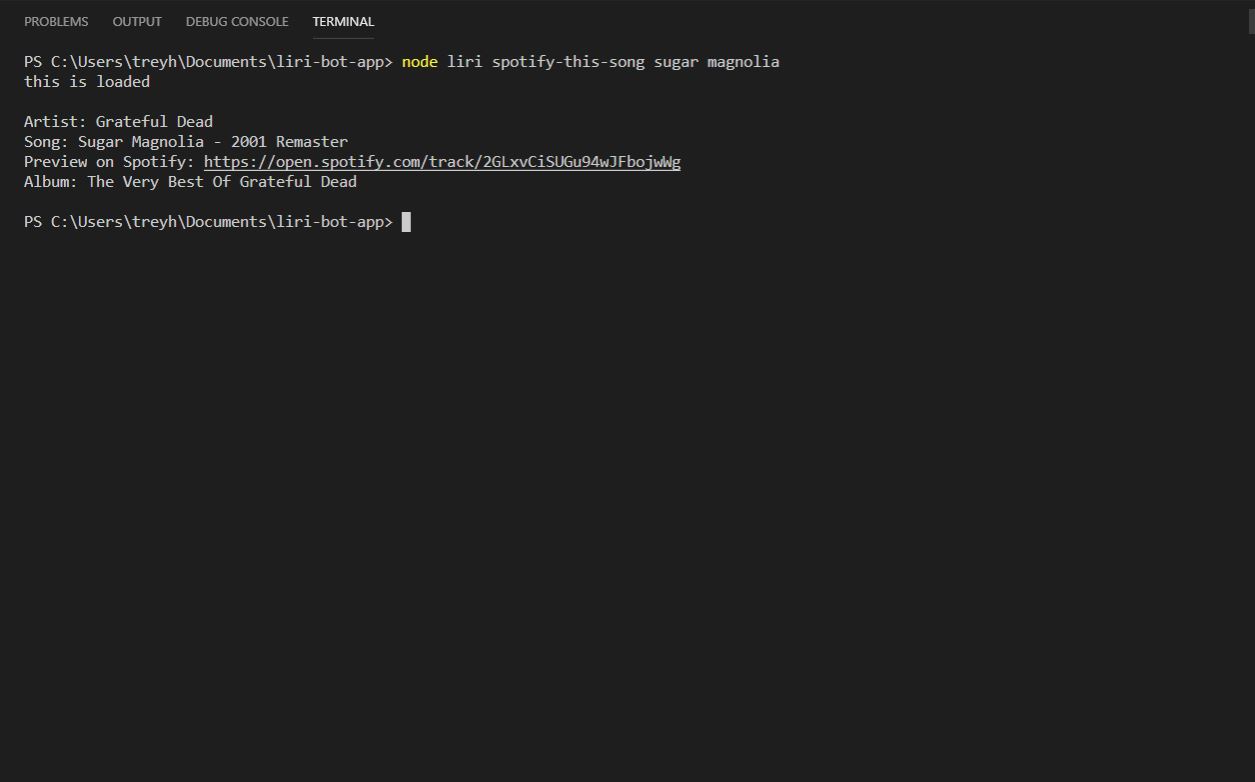 PROBLEMS OUTPUT DEBUG CONSOLE TERMINAL
PS C:\Users\treyh\Documents\liri-bot-app> node liri spotify-this-song sugar magnolia
this is loaded
Artist: Grateful Dead
Song: Sugar Magnolia - 2001 Remaster
Preview on Spotify: https://open.spotify.com/track/2GLxvCiSUGu94wJFbojwWg
Album: The Very Best Of Grateful Dead
PS C:\Users\treyh\Documents\liri-bot-app>